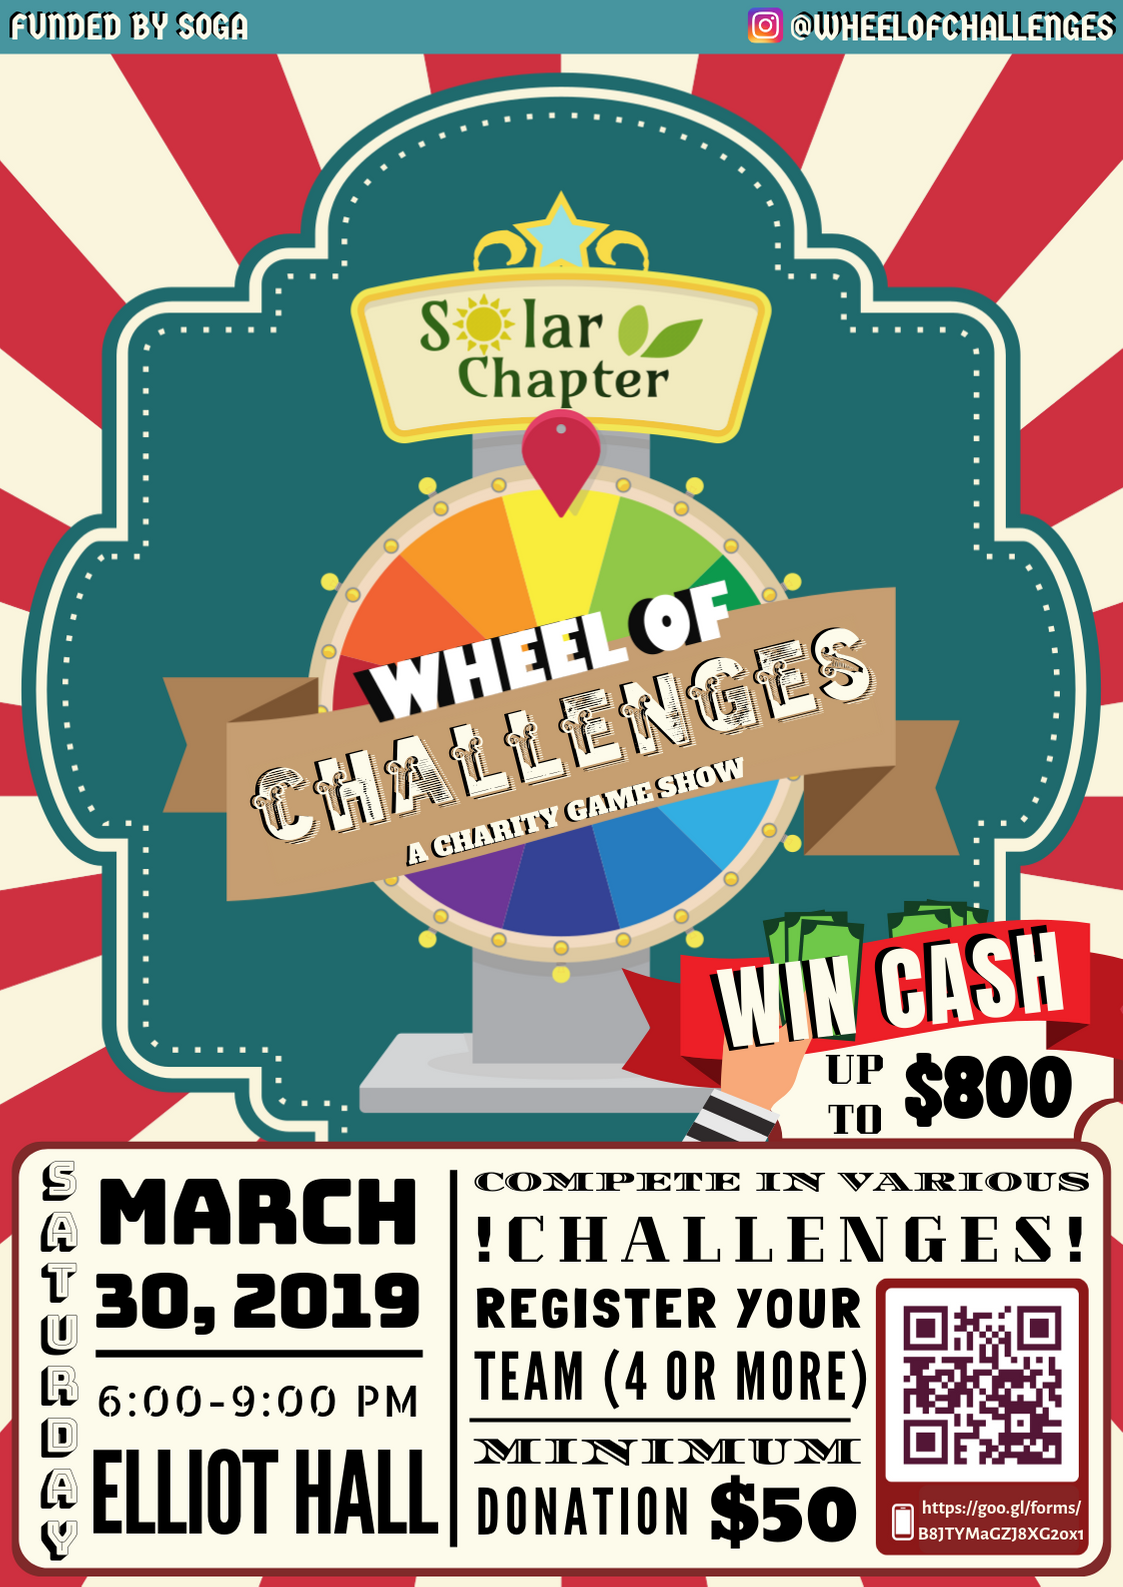 FUNDED BY SOGA
@WHEELOFCHALLENGES
Solar
Chapter
WHEEL OF
CHALLENGES
A CHARITY GAME SHOW
WIN CASH
UP TO $800
SATURDAY
MARCH
30, 2019
6:00-9:00 PM
ELLIOT HALL
COMPETE IN VARIOUS
!CHALLENGES!
REGISTER YOUR
TEAM (4 OR MORE)
MINIMUM
DONATION $50
https://goo.gl/forms/
B8JTYMaGZJ8XG2ox1